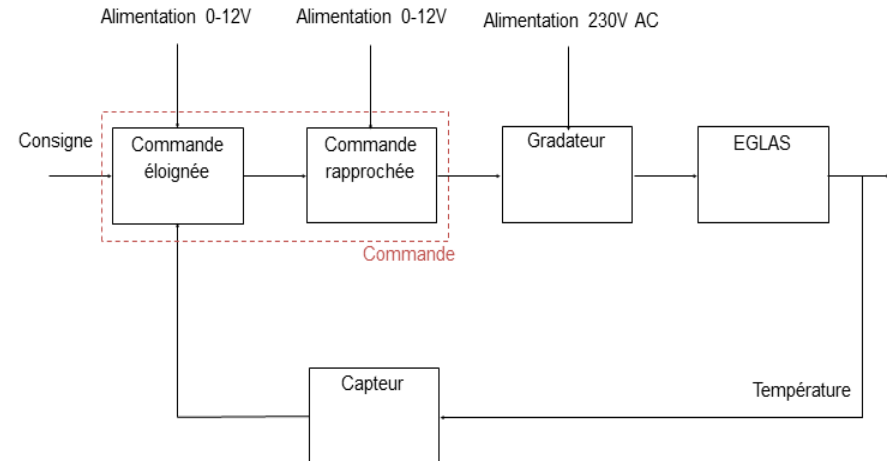 Alimentation 0-12V
Alimentation 0-12V
Alimentation 230V AC
Consigne
Commande
éloignée
Commande
rapprochée
Gradateur
EGLAS
Commande
Capteur
Température